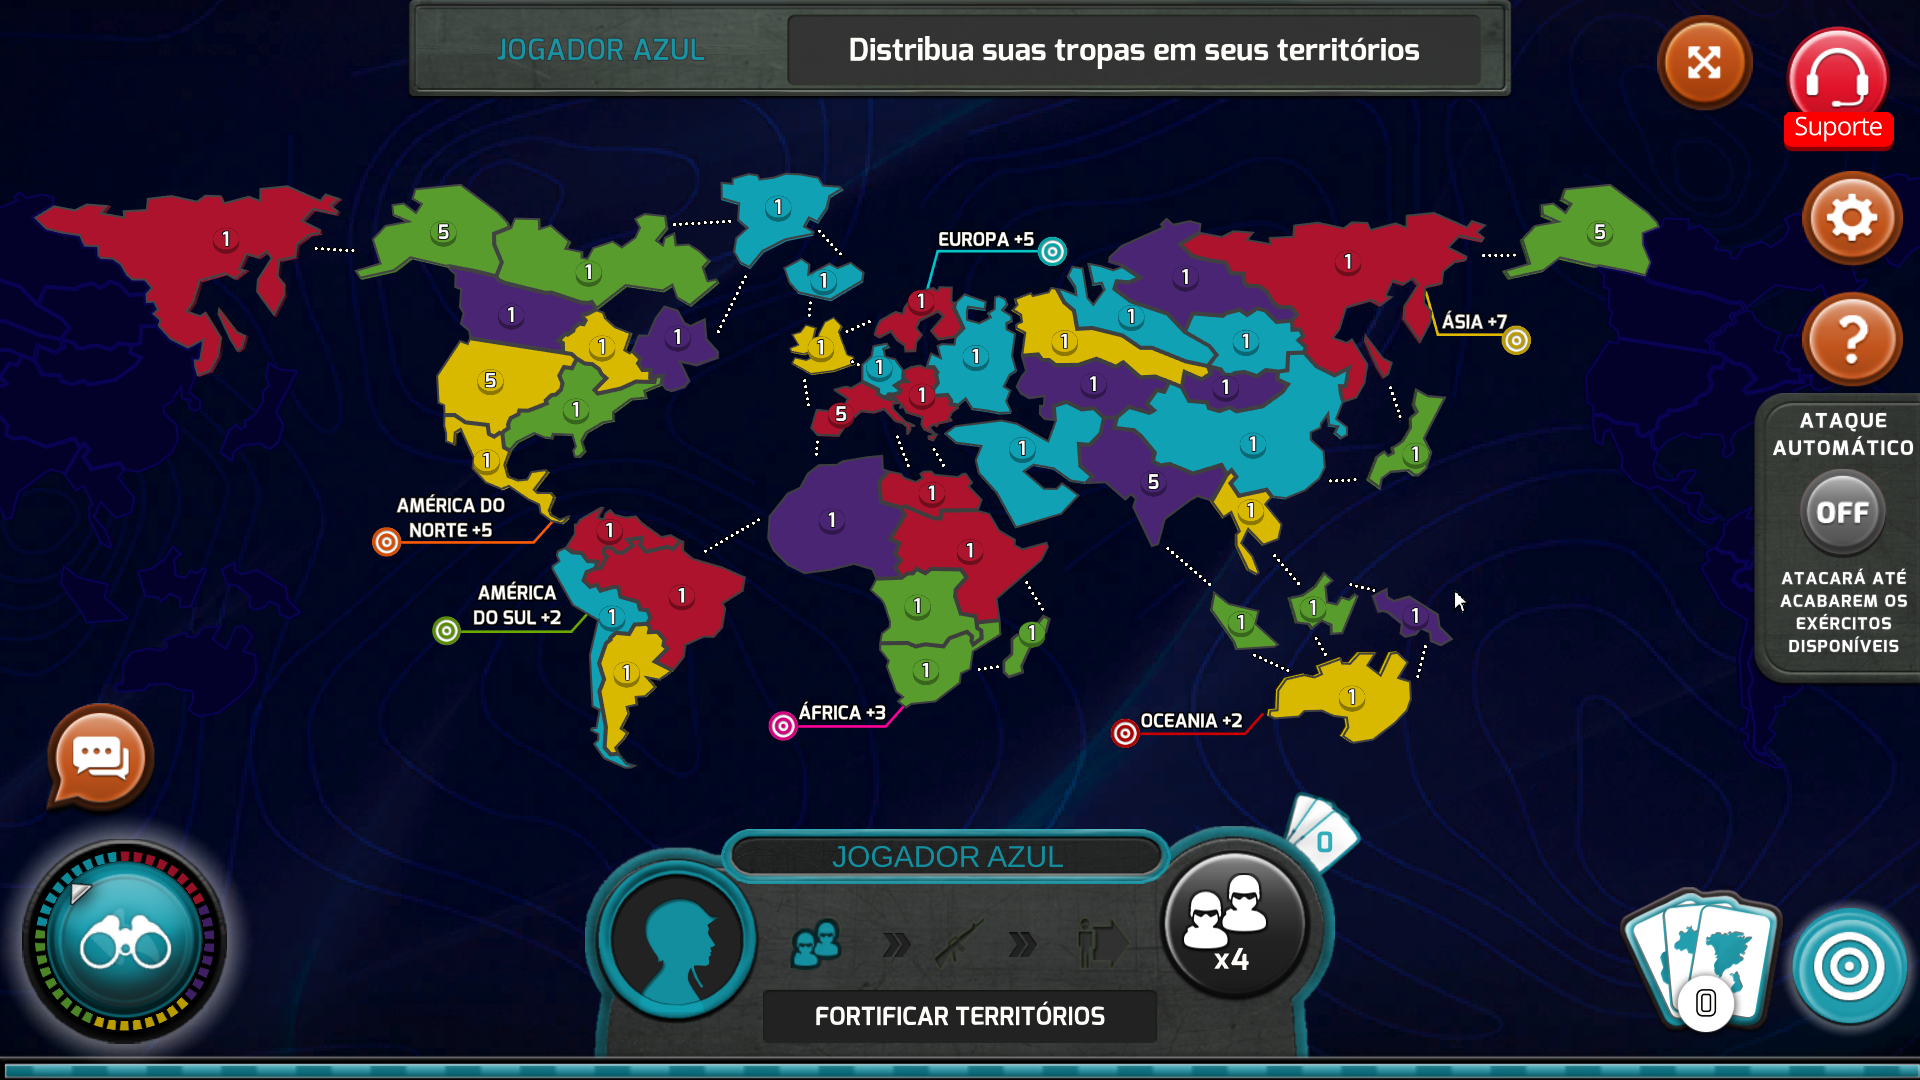 JOGADOR AZUL
Distribua suas tropas em seus territórios
Suporte
1
5
1
1
1
1
1
5
1
1
1
1
1
1
5
1
1
1
1
1
1
1
1
1
1
1
1
1
1
5
1
1
1
1
1
1
1
1
1
1
1
1
5
1
EUROPA +5
ÁSIA +7
AMÉRICA DO
NORTE +5
AMÉRICA
DO SUL +2
ÁFRICA +3
OCEANIA +2
ATAQUE
AUTOMÁTICO
OFF
ATACARÁ ATÉ
ACABAREM OS
EXÉRCITOS
DISPONÍVEIS
0
JOGADOR AZUL
x4
FORTIFICAR TERRITÓRIOS
0